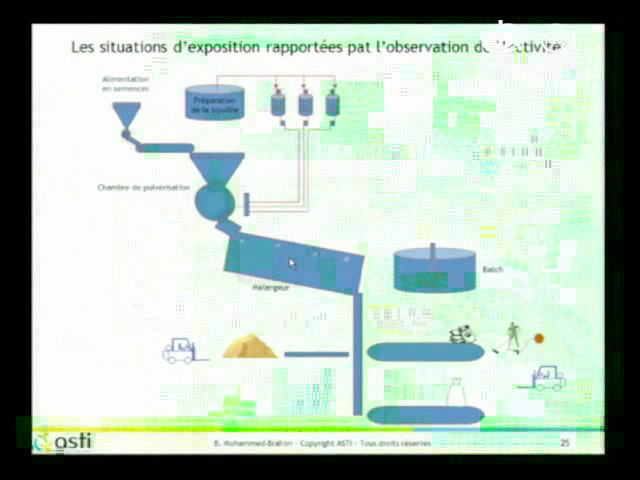 Les situations d'exposition rapportées pat l'observation de l'activité
Alimentation
en semences
Préparation
de la bouillie
Chambre de pulvérisation
Mélangeur
Batch
asti
B. Mohammed-Brahim - Copyright ASTI - Tous droits réservés
25